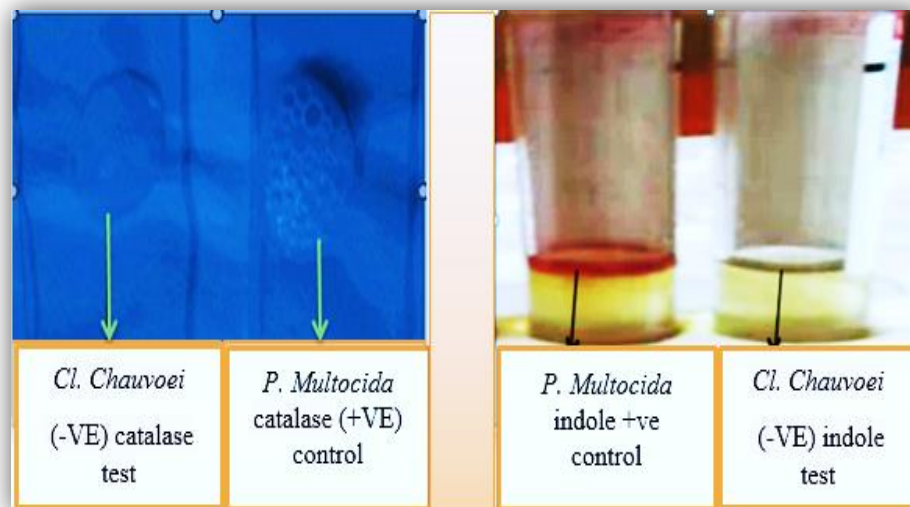 Cl. Chauvoei
(-VE) catalase
test
P. Multocida
catalase (+VE)
control
P. Multocida
indole +ve
control
Cl. Chauvoei
(-VE) indole
test